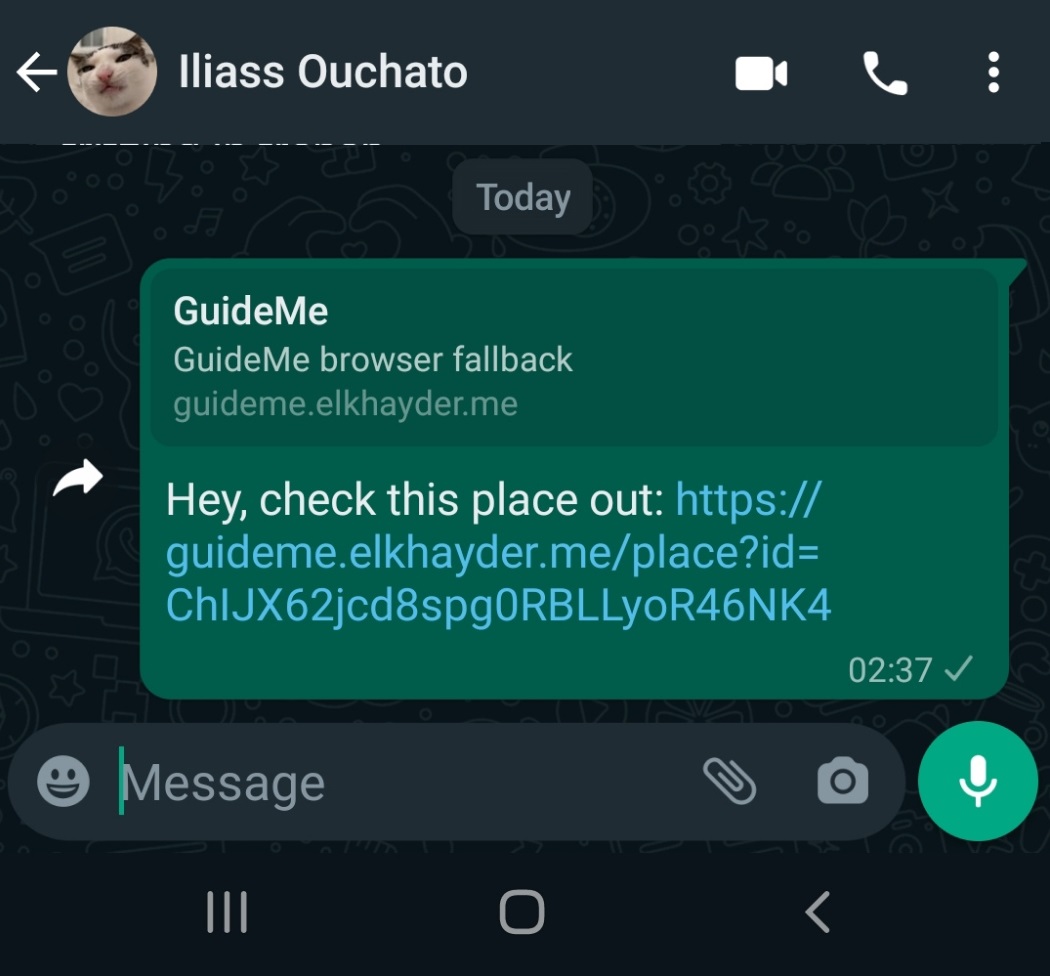 Iliass Ouchato
Today
GuideMe
GuideMe browser fallback
guideme.elkhayder.me
Hey, check this place out: https://
guideme.elkhayder.me/place?id=
ChIJX62jcd8spg0RBLLyoR46NK4
02:37
Message